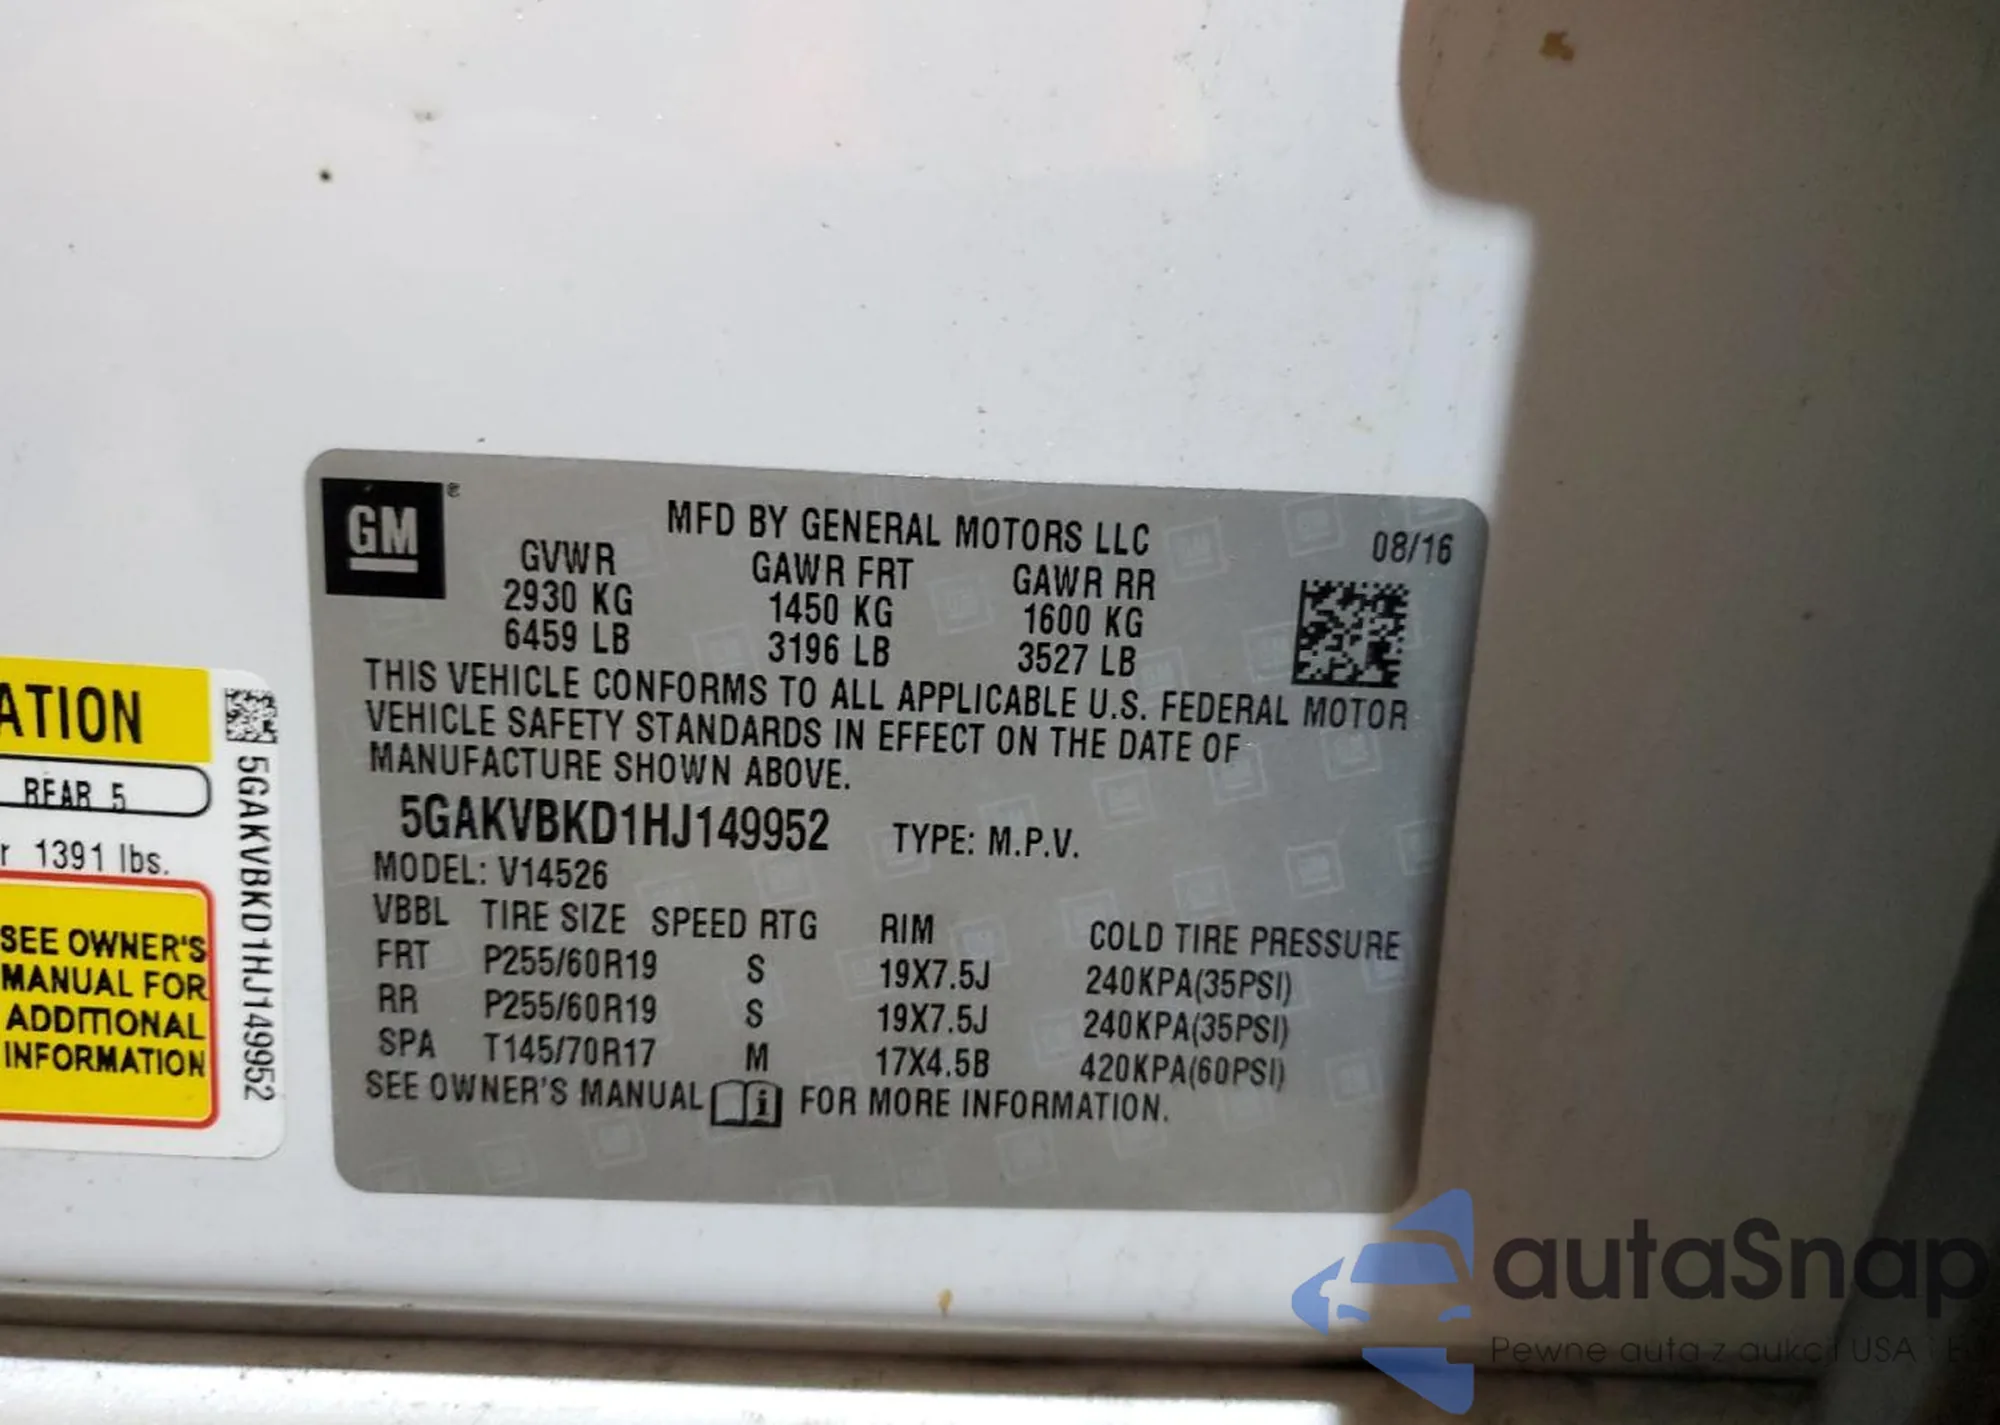 ATION
REAR 5
r 1391 lbs.
SEE OWNER'S
MANUAL FOR
ADDITIONAL
INFORMATION
5GAKVBKD1HJ149952
GM®
MFD BY GENERAL MOTORS LLC
08/16
GVWR GAWR FRT GAWR RR
2930 KG 1450 KG 1600 KG
6459 LB 3196 LB 3527 LB
THIS VEHICLE CONFORMS TO ALL APPLICABLE U.S. FEDERAL MOTOR
VEHICLE SAFETY STANDARDS IN EFFECT ON THE DATE OF
MANUFACTURE SHOWN ABOVE.
5GAKVBKD1HJ149952 TYPE: M.P.V.
MODEL: V14526
VBBL TIRE SIZE SPEED RTG RIM COLD TIRE PRESSURE
FRT P255/60R19 S 19X7.5J 240KPA(35PSI)
RR P255/60R19 S 19X7.5J 240KPA(35PSI)
SPA T145/70R17 M 17X4.5B 420KPA(60PSI)
SEE OWNER'S MANUAL i FOR MORE INFORMATION.
autaSnap
Pewne auta z aukcji USA i